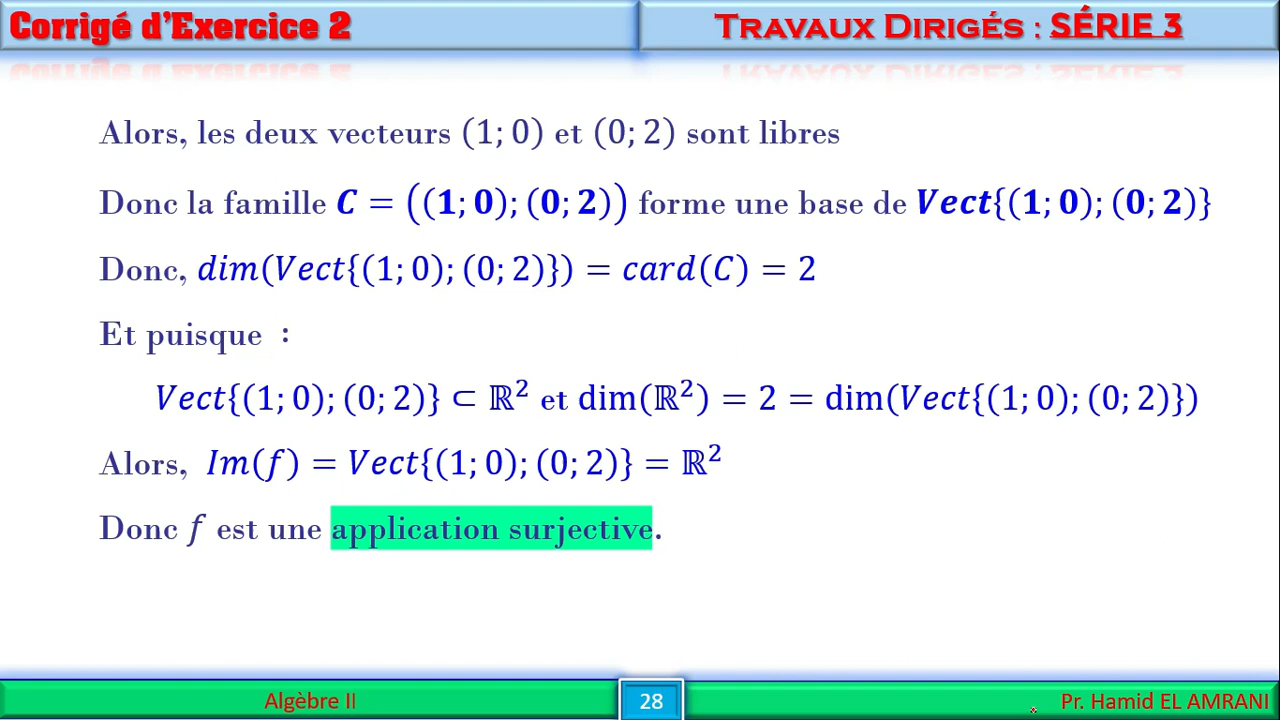 Corrigé d'Exercice 2
TRAVAUX DIRIGÉS : SÉRIE 3
Alors, les deux vecteurs (1; 0) et (0; 2) sont libres
Donc la famille C = ((1; 0); (0; 2)) forme une base de Vect{(1; 0); (0; 2)}
Donc, dim(Vect{(1; 0); (0; 2)}) = card(C) = 2
Et puisque :
Vect{(1; 0); (0; 2)} ⊂ ℝ² et dim(ℝ²) = 2 = dim(Vect{(1; 0); (0; 2)})
Alors, Im(f) = Vect{(1; 0); (0; 2)} = ℝ²
Donc f est une application surjective.
Algèbre II
28
Pr. Hamid EL AMRANI